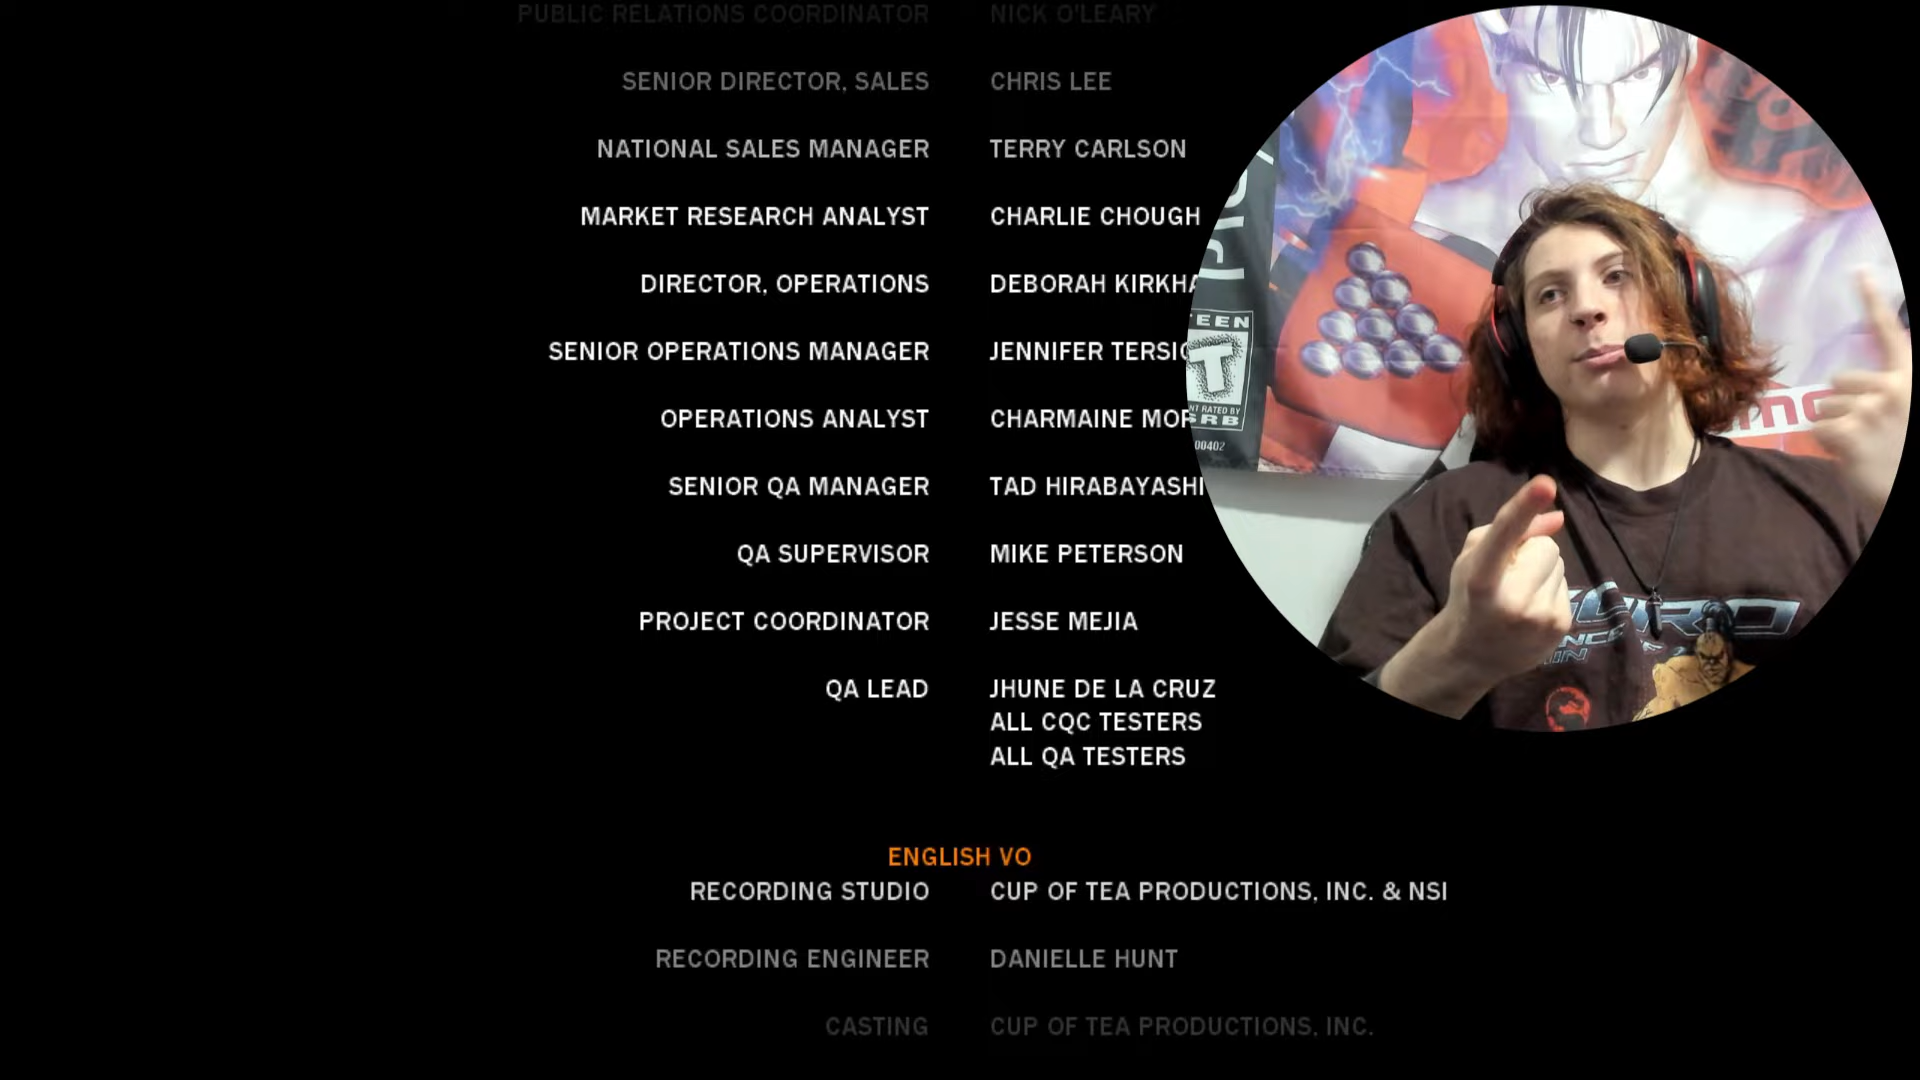 PUBLIC RELATIONS COORDINATOR NICK O'LEARY
SENIOR DIRECTOR, SALES CHRIS LEE
NATIONAL SALES MANAGER TERRY CARLSON
MARKET RESEARCH ANALYST CHARLIE CHOUGH
DIRECTOR, OPERATIONS DEBORAH
SENIOR OPERATIONS MANAGER JENNIFER
OPERATIONS ANALYST CHARMAINE
SENIOR QA MANAGER TAD HIRABAYASHI
QA SUPERVISOR MIKE PETERSON
PROJECT COORDINATOR JESSE MEJIA
QA LEAD JHUNE DE LA CRUZ
ALL CQC TESTERS
ALL QA TESTERS
ENGLISH VO
RECORDING STUDIO CUP OF TEA PRODUCTIONS, INC. & NSI
RECORDING ENGINEER DANIELLE HUNT
CASTING CUP OF TEA PRODUCTIONS, INC.
TEEN
T
RATED BY